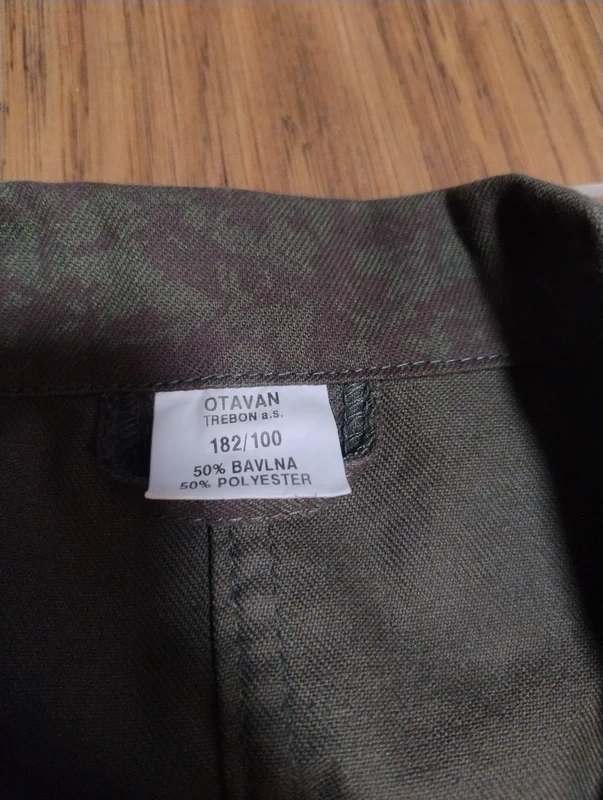 OTAVAN
TREBON a.s.
182/100
50% BAVLNA
50% POLYESTER